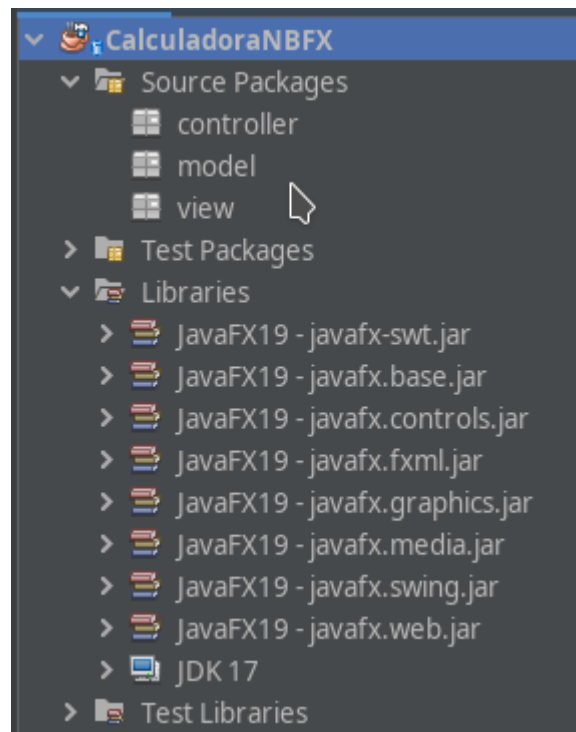 CalculadoraNBFX
Source Packages
controller
model
view
Test Packages
Libraries
JavaFX19 - javafx-swt.jar
JavaFX19 - javafx.base.jar
JavaFX19 - javafx.controls.jar
JavaFX19 - javafx.fxml.jar
JavaFX19 - javafx.graphics.jar
JavaFX19 - javafx.media.jar
JavaFX19 - javafx.swing.jar
JavaFX19 - javafx.web.jar
JDK 17
Test Libraries